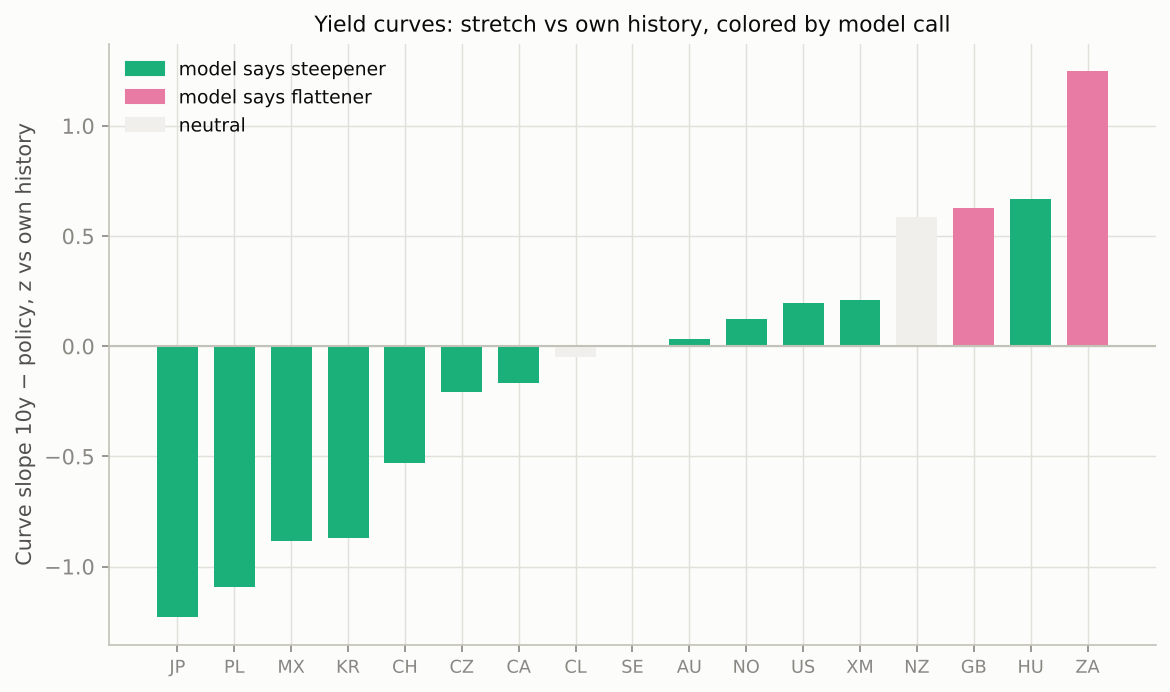 Yield curves: stretch vs own history, colored by model call
model says steepener
model says flattener
neutral
Curve slope 10y − policy, z vs own history
1.0
0.5
0.0
−0.5
−1.0
JP PL MX KR CH CZ CA CL SE AU NO US XM NZ GB HU ZA